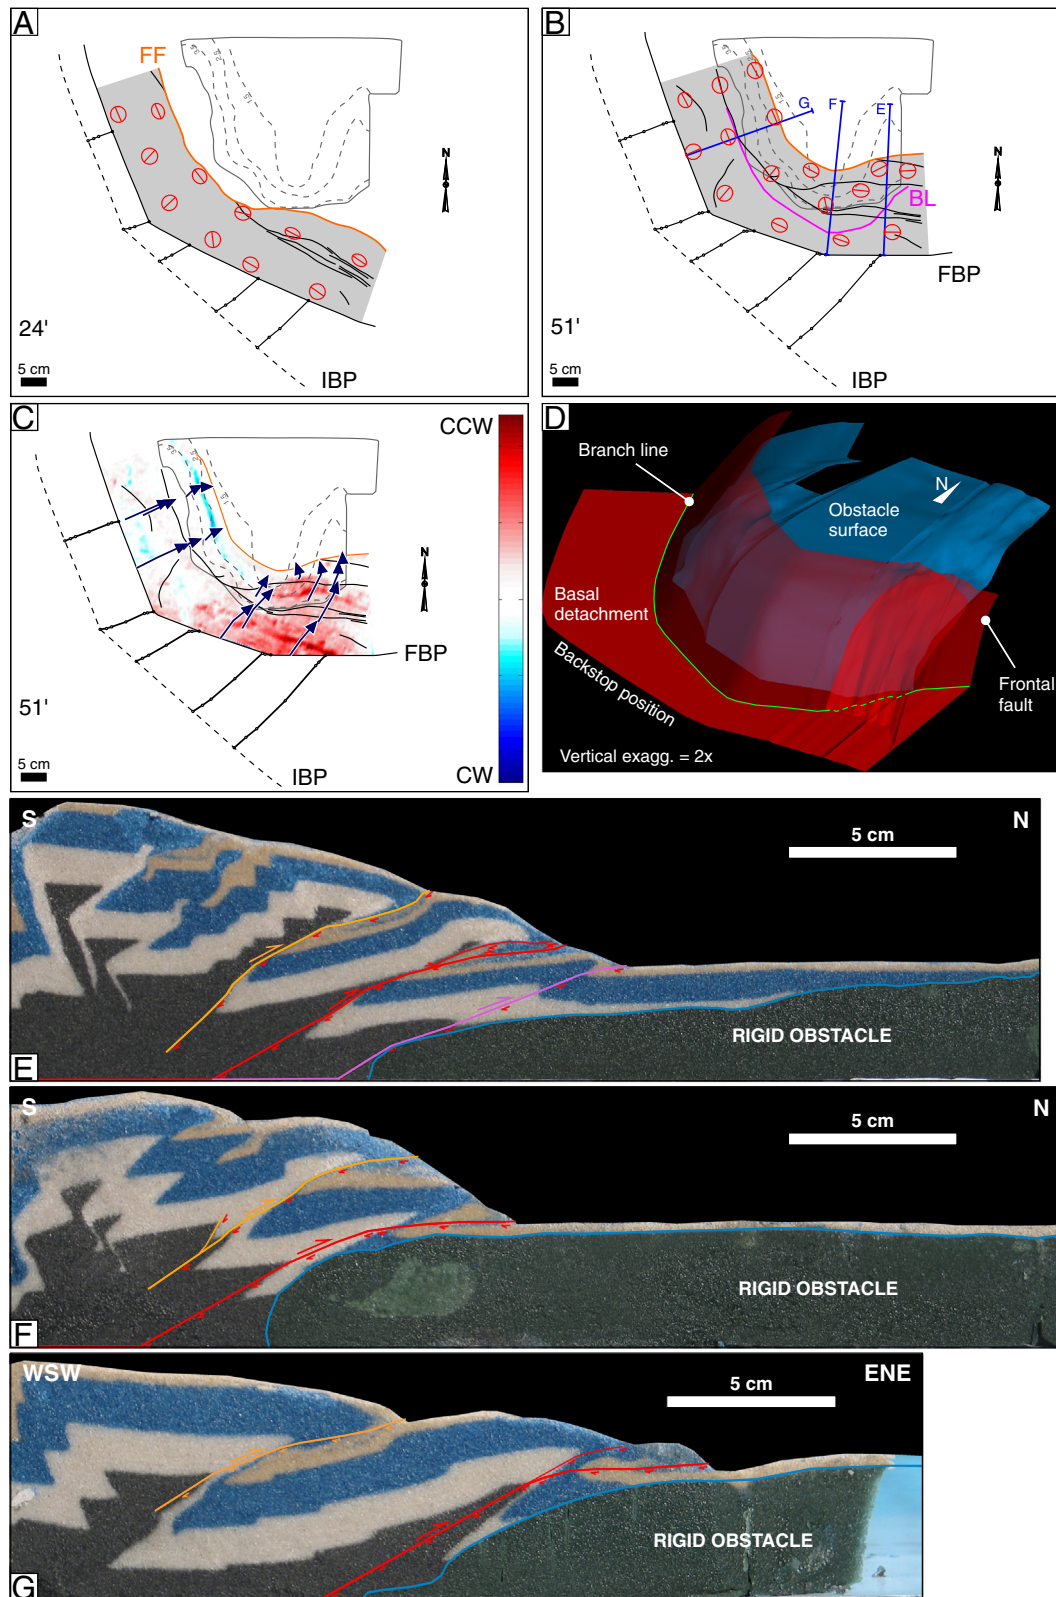 A
FF
N
24'
5 cm
IBP
B
G
F
E
N
BL
FBP
51'
5 cm
IBP
C
CCW
N
FBP
51'
5 cm
IBP
CW
D
Branch line
N
Obstacle
surface
Basal
detachment
Backstop position
Frontal
fault
Vertical exagg. = 2x
S
N
5 cm
RIGID OBSTACLE
E
S
N
5 cm
RIGID OBSTACLE
F
WSW
ENE
5 cm
RIGID OBSTACLE
G